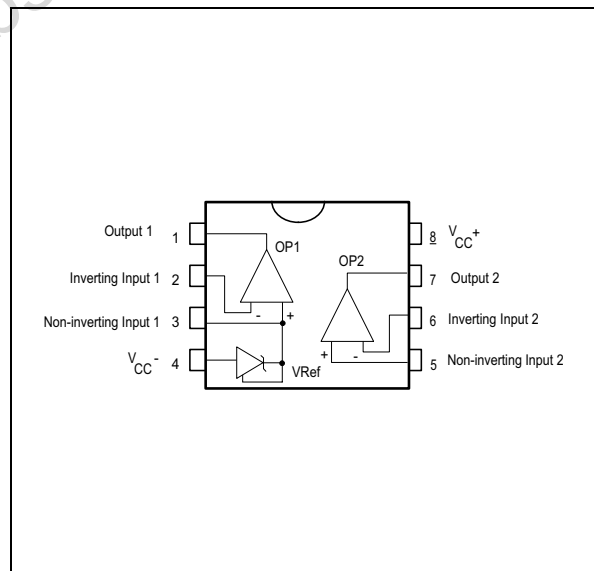 Output 1 1
Inverting Input 1 2
Non-inverting Input 1 3
VCC- 4
OP1
- +
VRef
OP2
+ -
8 VCC+
7 Output 2
6 Inverting Input 2
5 Non-inverting Input 2